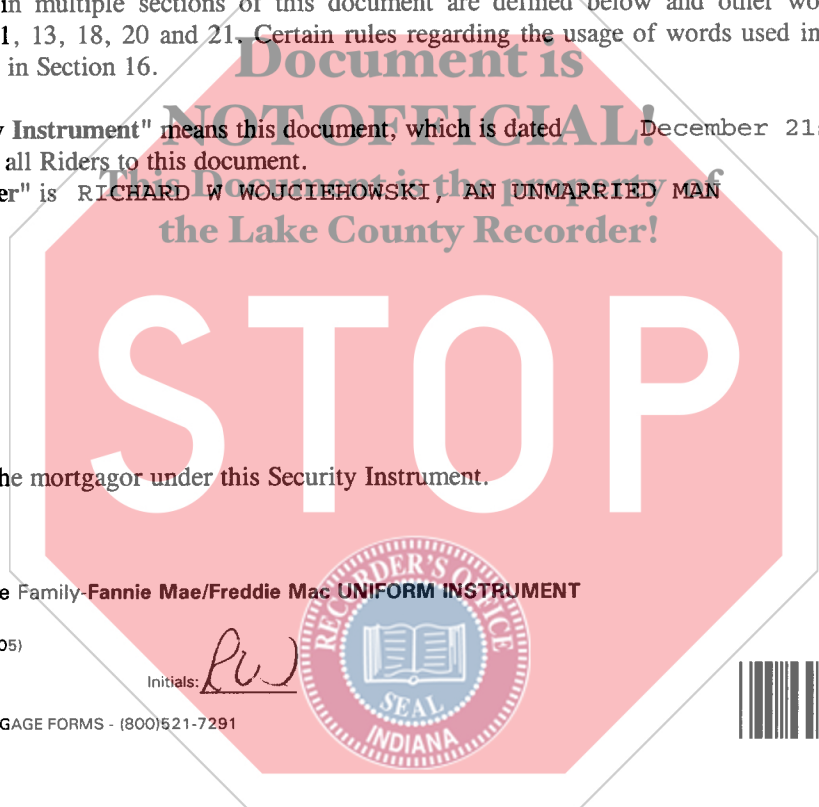 in multiple sections of this document are defined below and other wo
1, 13, 18, 20 and 21. Certain rules regarding the usage of words used in
in Section 16.
Document is
NOT OFFICIAL!
This Document is the property of
the Lake County Recorder!
Instrument" means this document, which is dated December 21
all Riders to this document.
er" is RICHARD W WOJCIEHOWSKI, AN UNMARRIED MAN
STOP
he mortgagor under this Security Instrument.
e Family-Fannie Mae/Freddie Mac UNIFORM INSTRUMENT
05)
Initials: RW
GAGE FORMS - (800)521-7291
RECORDER'S OFFICE
SEAL
INDIANA